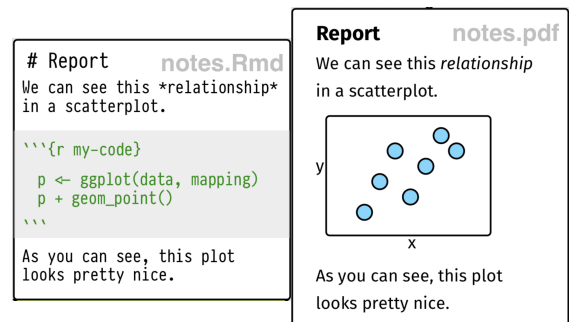 # Report notes.Rmd
We can see this *relationship*
in a scatterplot.
```{r my-code}
p <- ggplot(data, mapping)
p + geom_point()
```
As you can see, this plot
looks pretty nice.
Report notes.pdf
We can see this relationship
in a scatterplot.
y
x
As you can see, this plot
looks pretty nice.